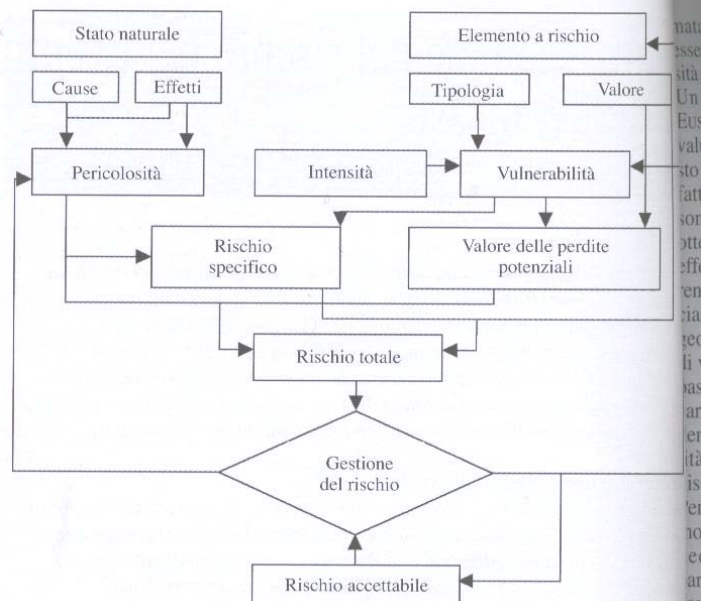 Stato naturale
Elemento a rischio
Cause
Effetti
Tipologia
Valore
Pericolosità
Intensità
Vulnerabilità
Rischio
specifico
Valore delle perdite
potenziali
Rischio totale
Gestione
del rischio
Rischio accettabile